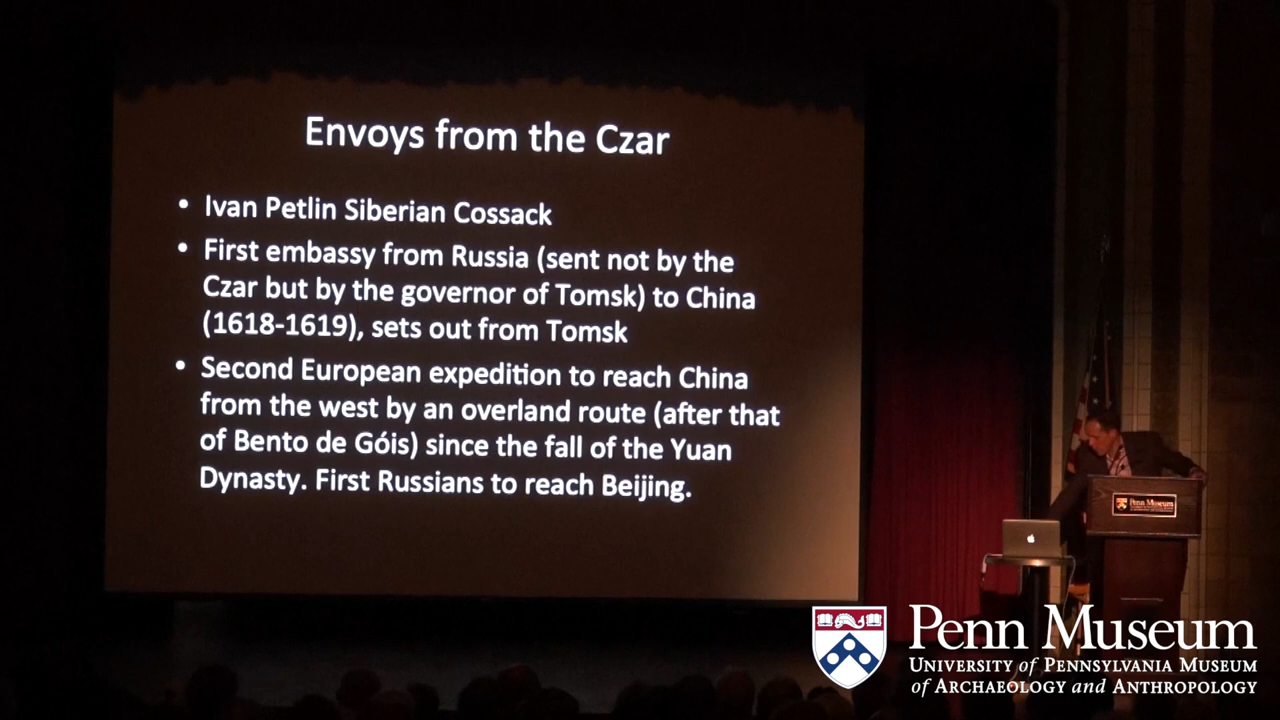 Envoys from the Czar
• Ivan Petlin Siberian Cossack
• First embassy from Russia (sent not by the
Czar but by the governor of Tomsk) to China
(1618-1619), sets out from Tomsk
• Second European expedition to reach China
from the west by an overland route (after that
of Bento de Góis) since the fall of the Yuan
Dynasty. First Russians to reach Beijing.
Penn Museum
Penn Museum
University of Pennsylvania Museum
of Archaeology and Anthropology